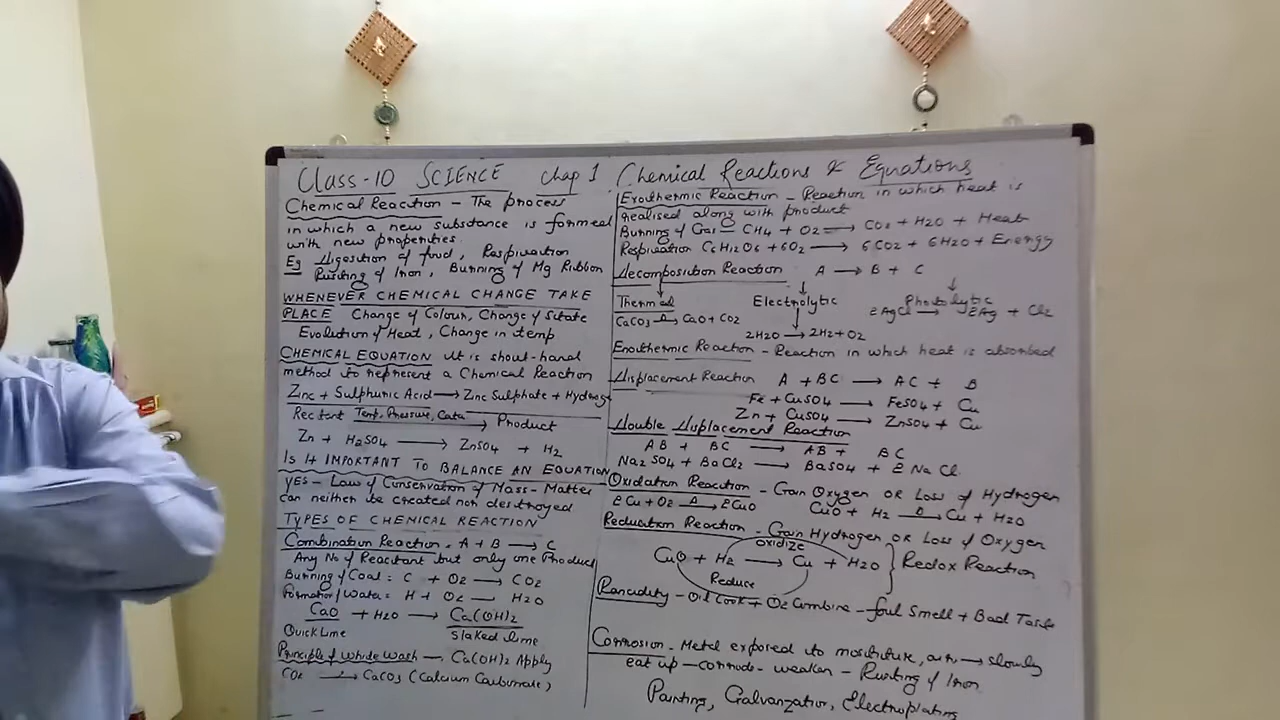 Class-10 SCIENCE Chap 1 Chemical Reactions & Equations
Chemical Reaction - The process
in which a new substance is formed
with new properties.
Eg Digestion of food, Respiration
Rusting of Iron, Burning of Mg Ribbon
WHENEVER CHEMICAL CHANGE TAKE
PLACE Change of Colour, Change of State
Evolution of Heat, Change in temp
CHEMICAL EQUATION It is short-hand
method to represent a Chemical Reaction
Zinc + Sulphuric Acid → Zinc Sulphate + Hydrogen
Rectant Temp, Pressure, Cata → Product
Zn + H2SO4 → ZnSO4 + H2
Is it IMPORTANT TO BALANCE AN EQUATION
YES - Law of Conservation of Mass - Matter
can neither be created nor destroyed
TYPES OF CHEMICAL REACTION
Combination Reaction = A + B → C
Any No of Reactant but only one Product
Burning of Coal = C + O2 → CO2
Formation/Water = H + O2 → H2O
CaO + H2O → Ca(OH)2
Quick Lime slaked lime
Principle of White Wash - Ca(OH)2 Apply
CO2 → CaCO3 (Calcium Carbonate)
Exothermic Reaction - Reaction in which heat is
realised along with product
Burning of Gas = CH4 + O2 → CO2 + H2O + Heat
Respiration C6H12O6 + 6O2 → 6CO2 + 6H2O + Energy
Decomposition Reaction A → B + C
Thermal Electrolytic Photolytic
CaCO3 Δ→ CaO + CO2 2AgCl → 2Ag + Cl2
2H2O → 2H2 + O2
Endothermic Reaction - Reaction in which heat is absorbed
Displacement Reaction A + BC → AC + B
Fe + CuSO4 → FeSO4 + Cu
Zn + CuSO4 → ZnSO4 + Cu
Double Displacement Reaction
AB + BC → AB + BC
Na2SO4 + BaCl2 → BaSO4 + 2NaCl
Oxidation Reaction - Gain Oxygen OR Loss of Hydrogen
2Cu + O2 Δ→ 2CuO CuO + H2 Δ→ Cu + H2O
Reduation Reaction - Gain Hydrogen OR Loss of Oxygen
oxidize
CuO + H2 → Cu + H2O } Redox Reaction
Reduce
Rancidity - Oil Cook + O2 Combine - foul Smell + Bad Taste
Corrosion - Metal exposed to moisture, air, → slowly
eat up - corrode - weaken - Rusting of Iron
Painting, Galvanzation, Electroplating